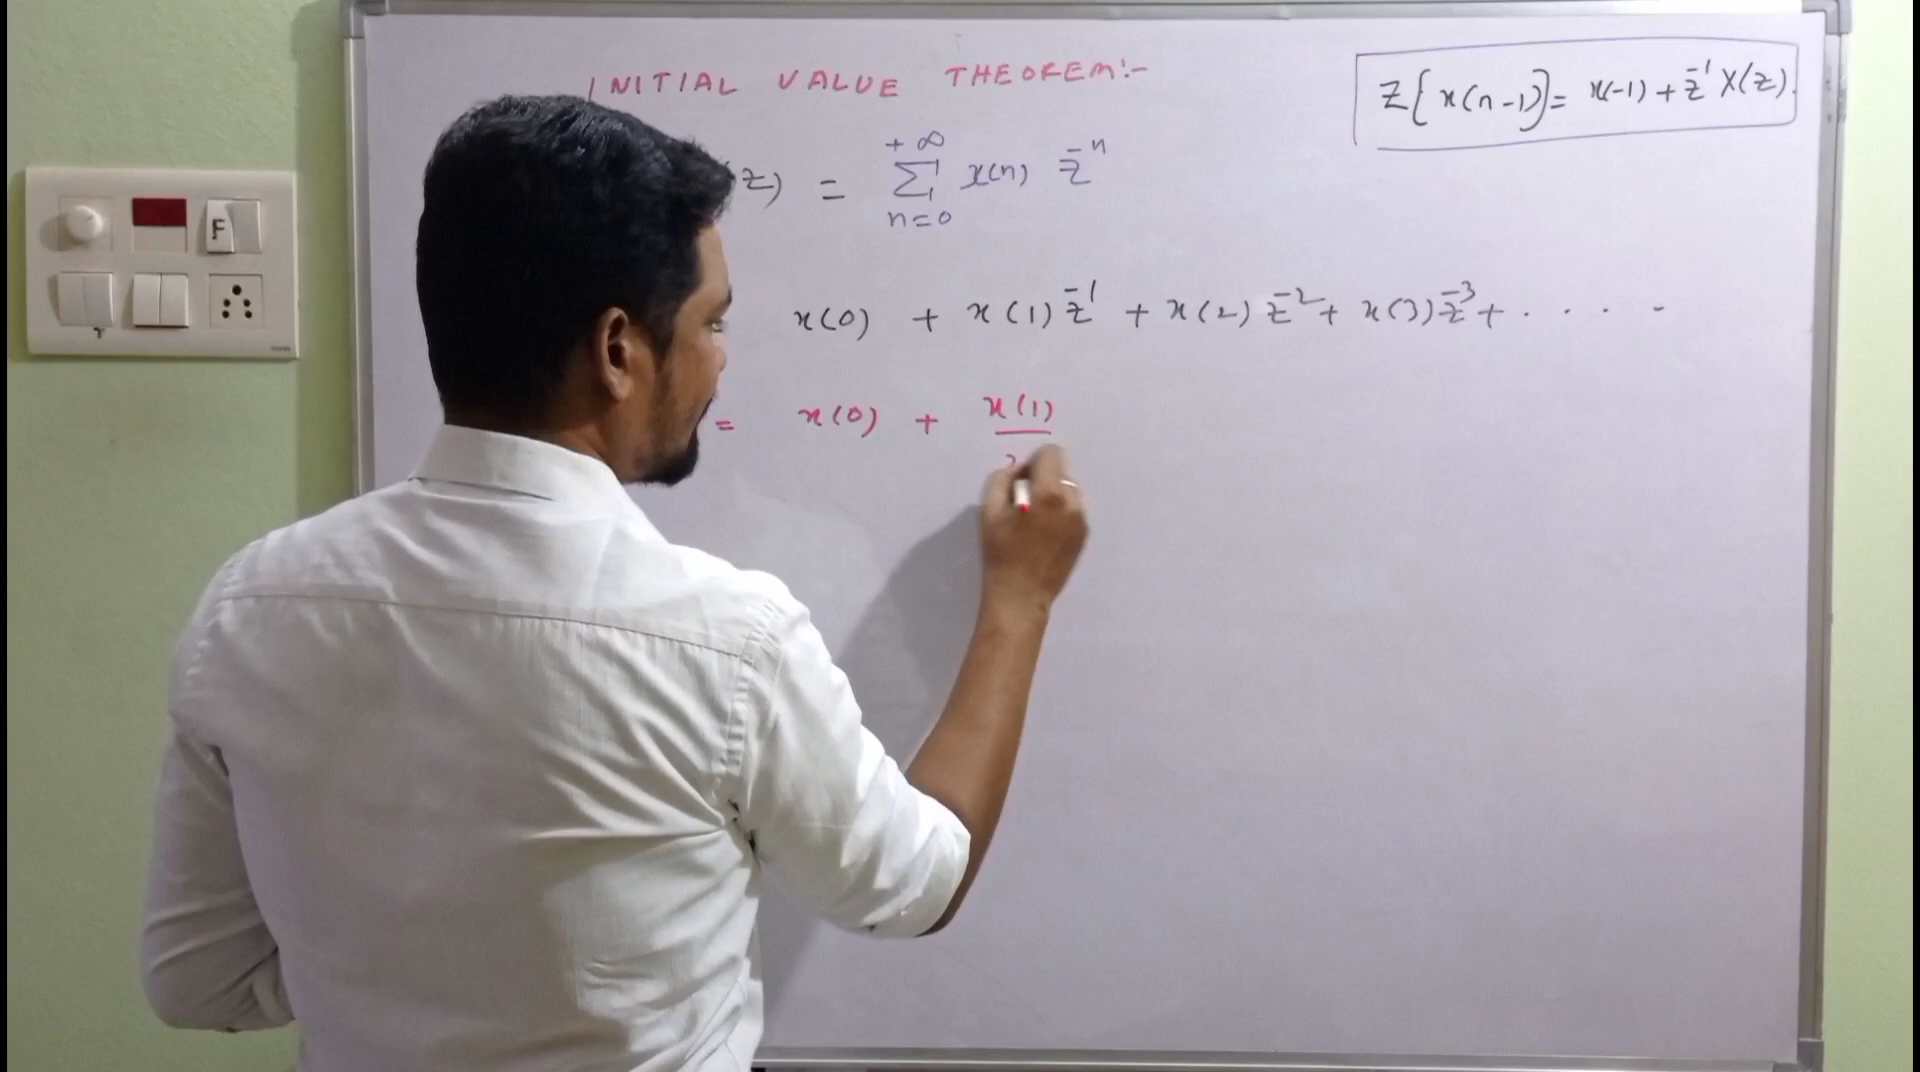 INITIAL VALUE THEOREM:-
Z{x(n-1)} = x(-1) + z⁻¹ X(z).
(z) = +∞ Σ n=0 x(n) z⁻ⁿ
x(0) + x(1) z⁻¹ + x(2) z⁻² + x(3) z⁻³ + . . . . -
= x(0) + x(1)
F